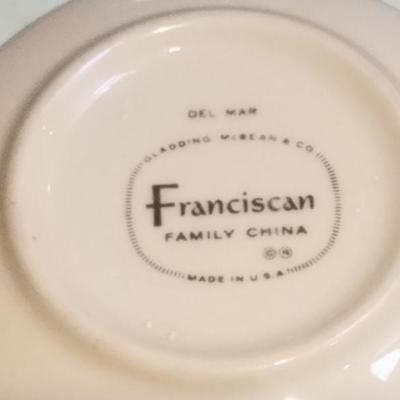 DEL MAR
GLADDING McBEAN & CO.
Franciscan
FAMILY CHINA
© ®
MADE IN U.S.A.